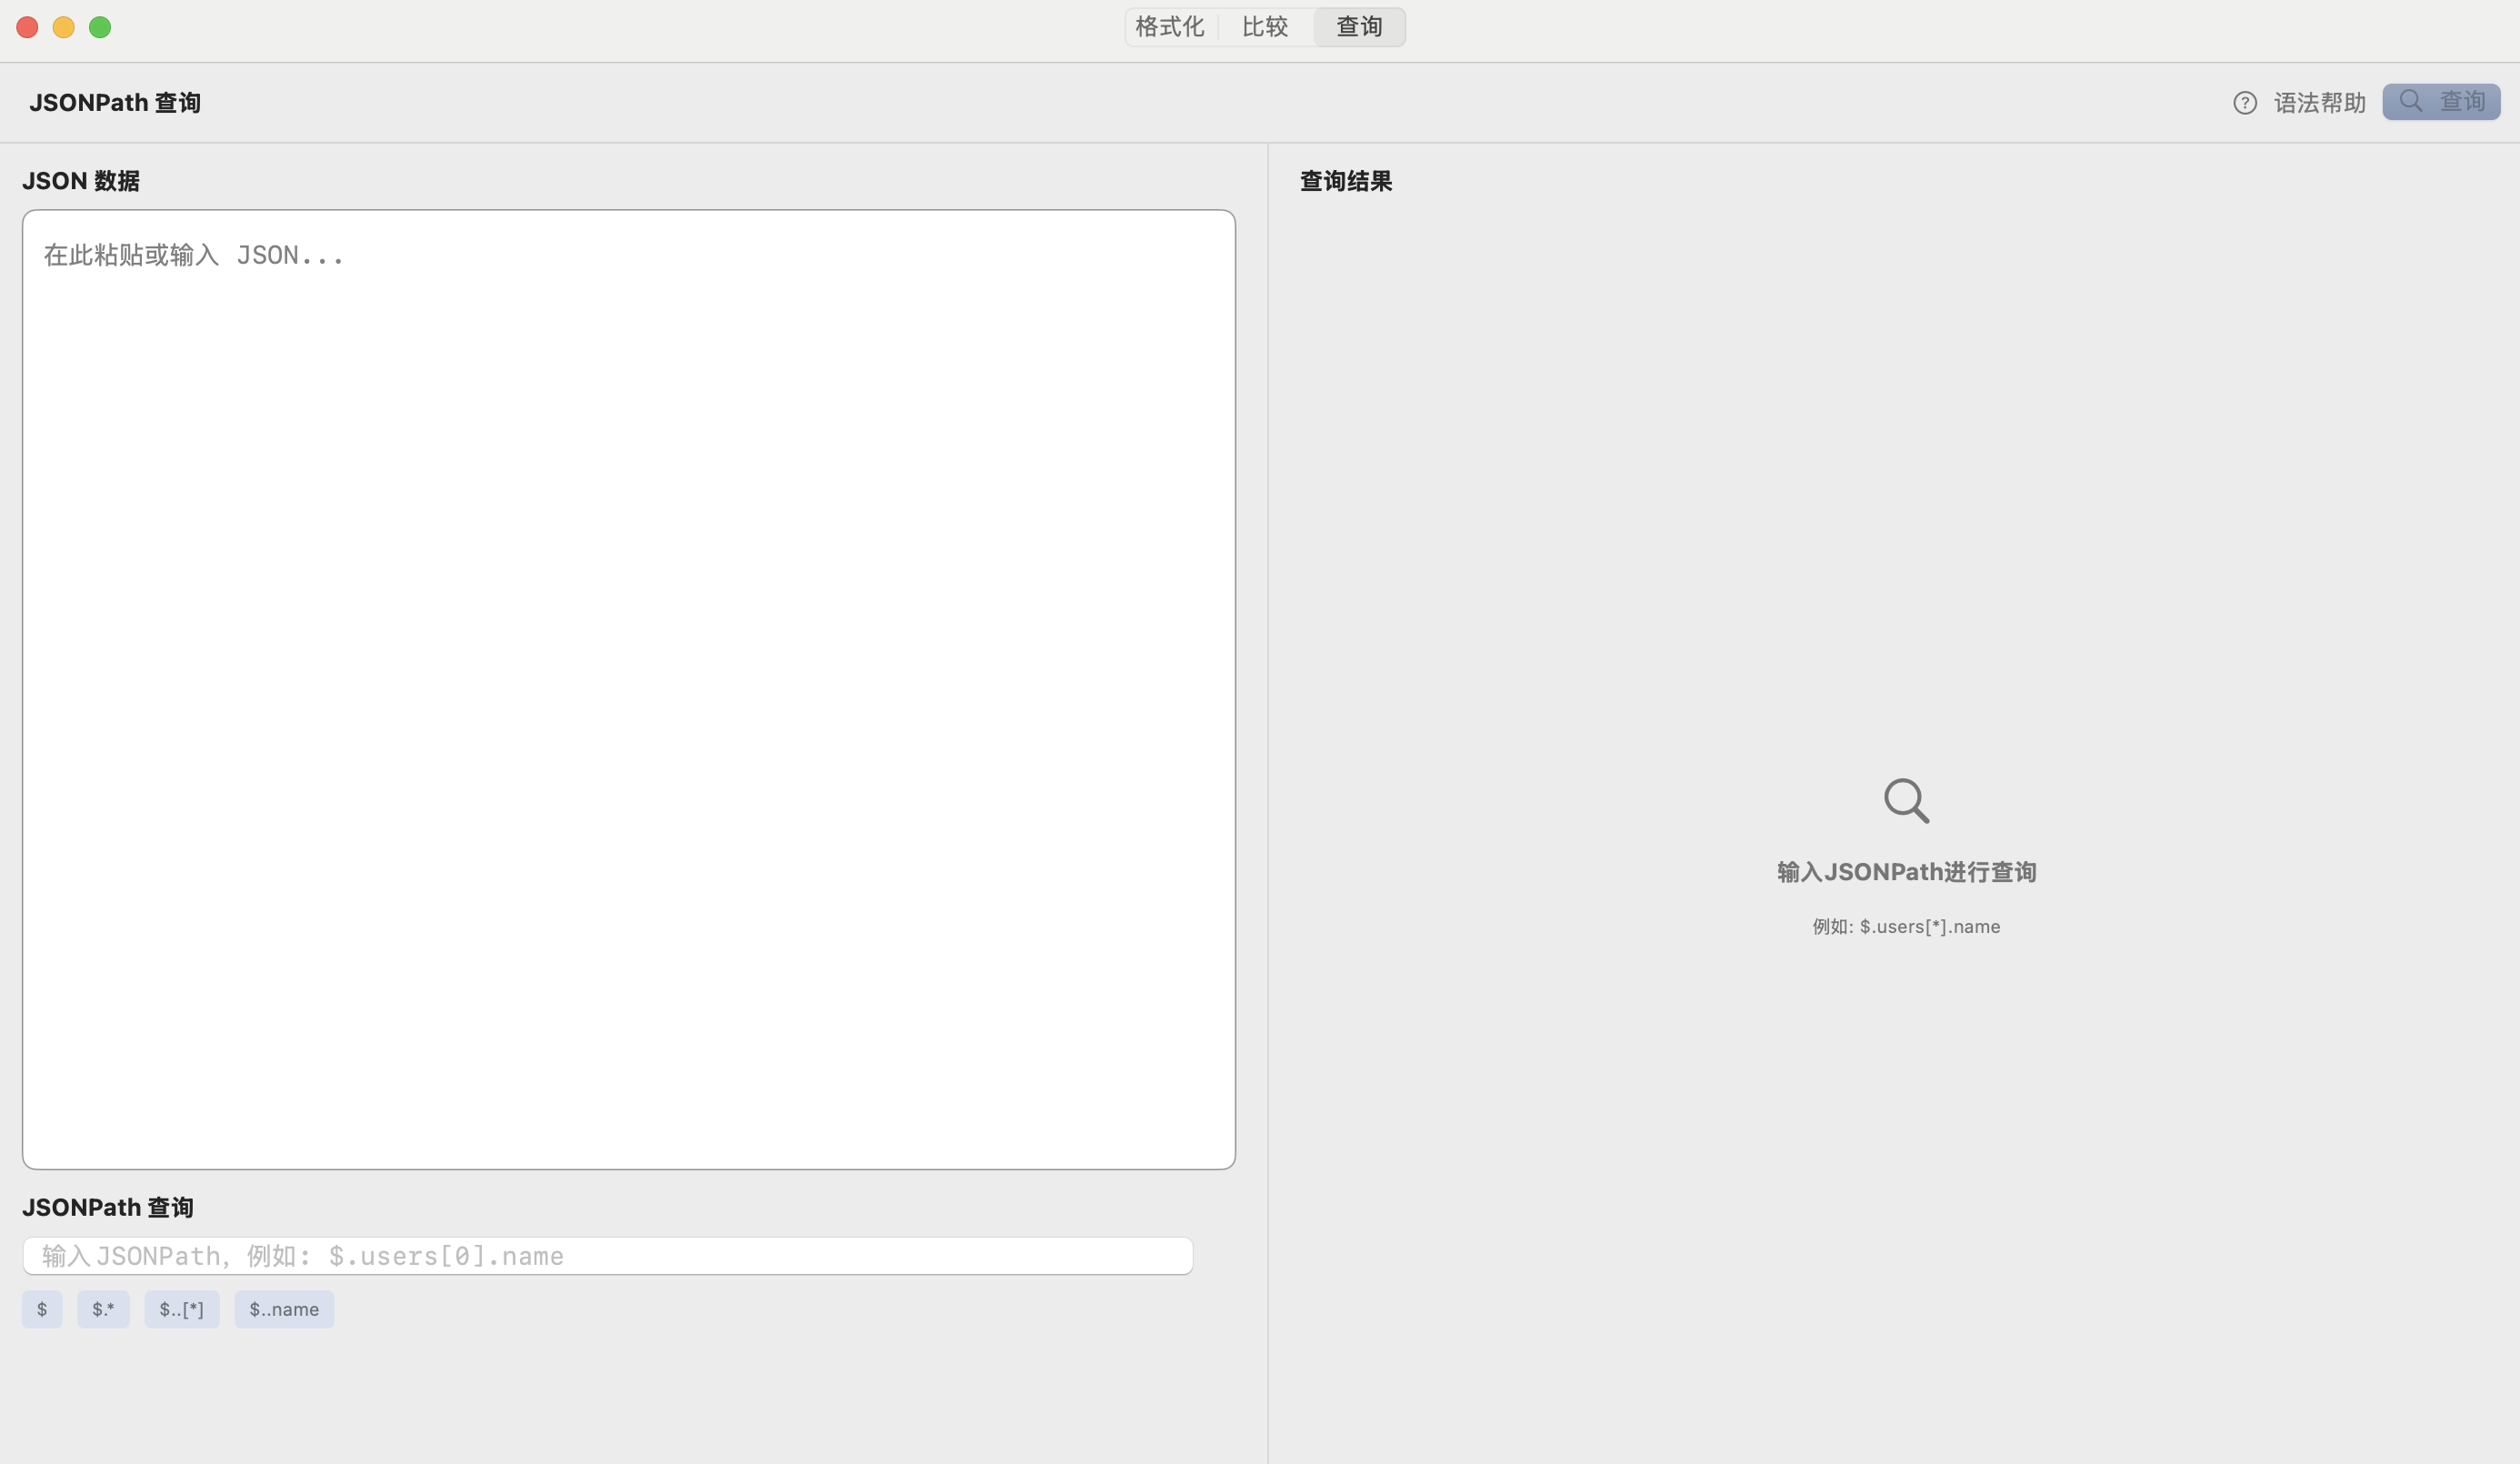 格式化 比较 查询
JSONPath 查询
? 语法帮助 查询
JSON 数据
在此粘贴或输入 JSON...
JSONPath 查询
输入JSONPath，例如: $.users[0].name
$ $.* $..[*] $..name
查询结果
输入JSONPath进行查询
例如: $.users[*].name